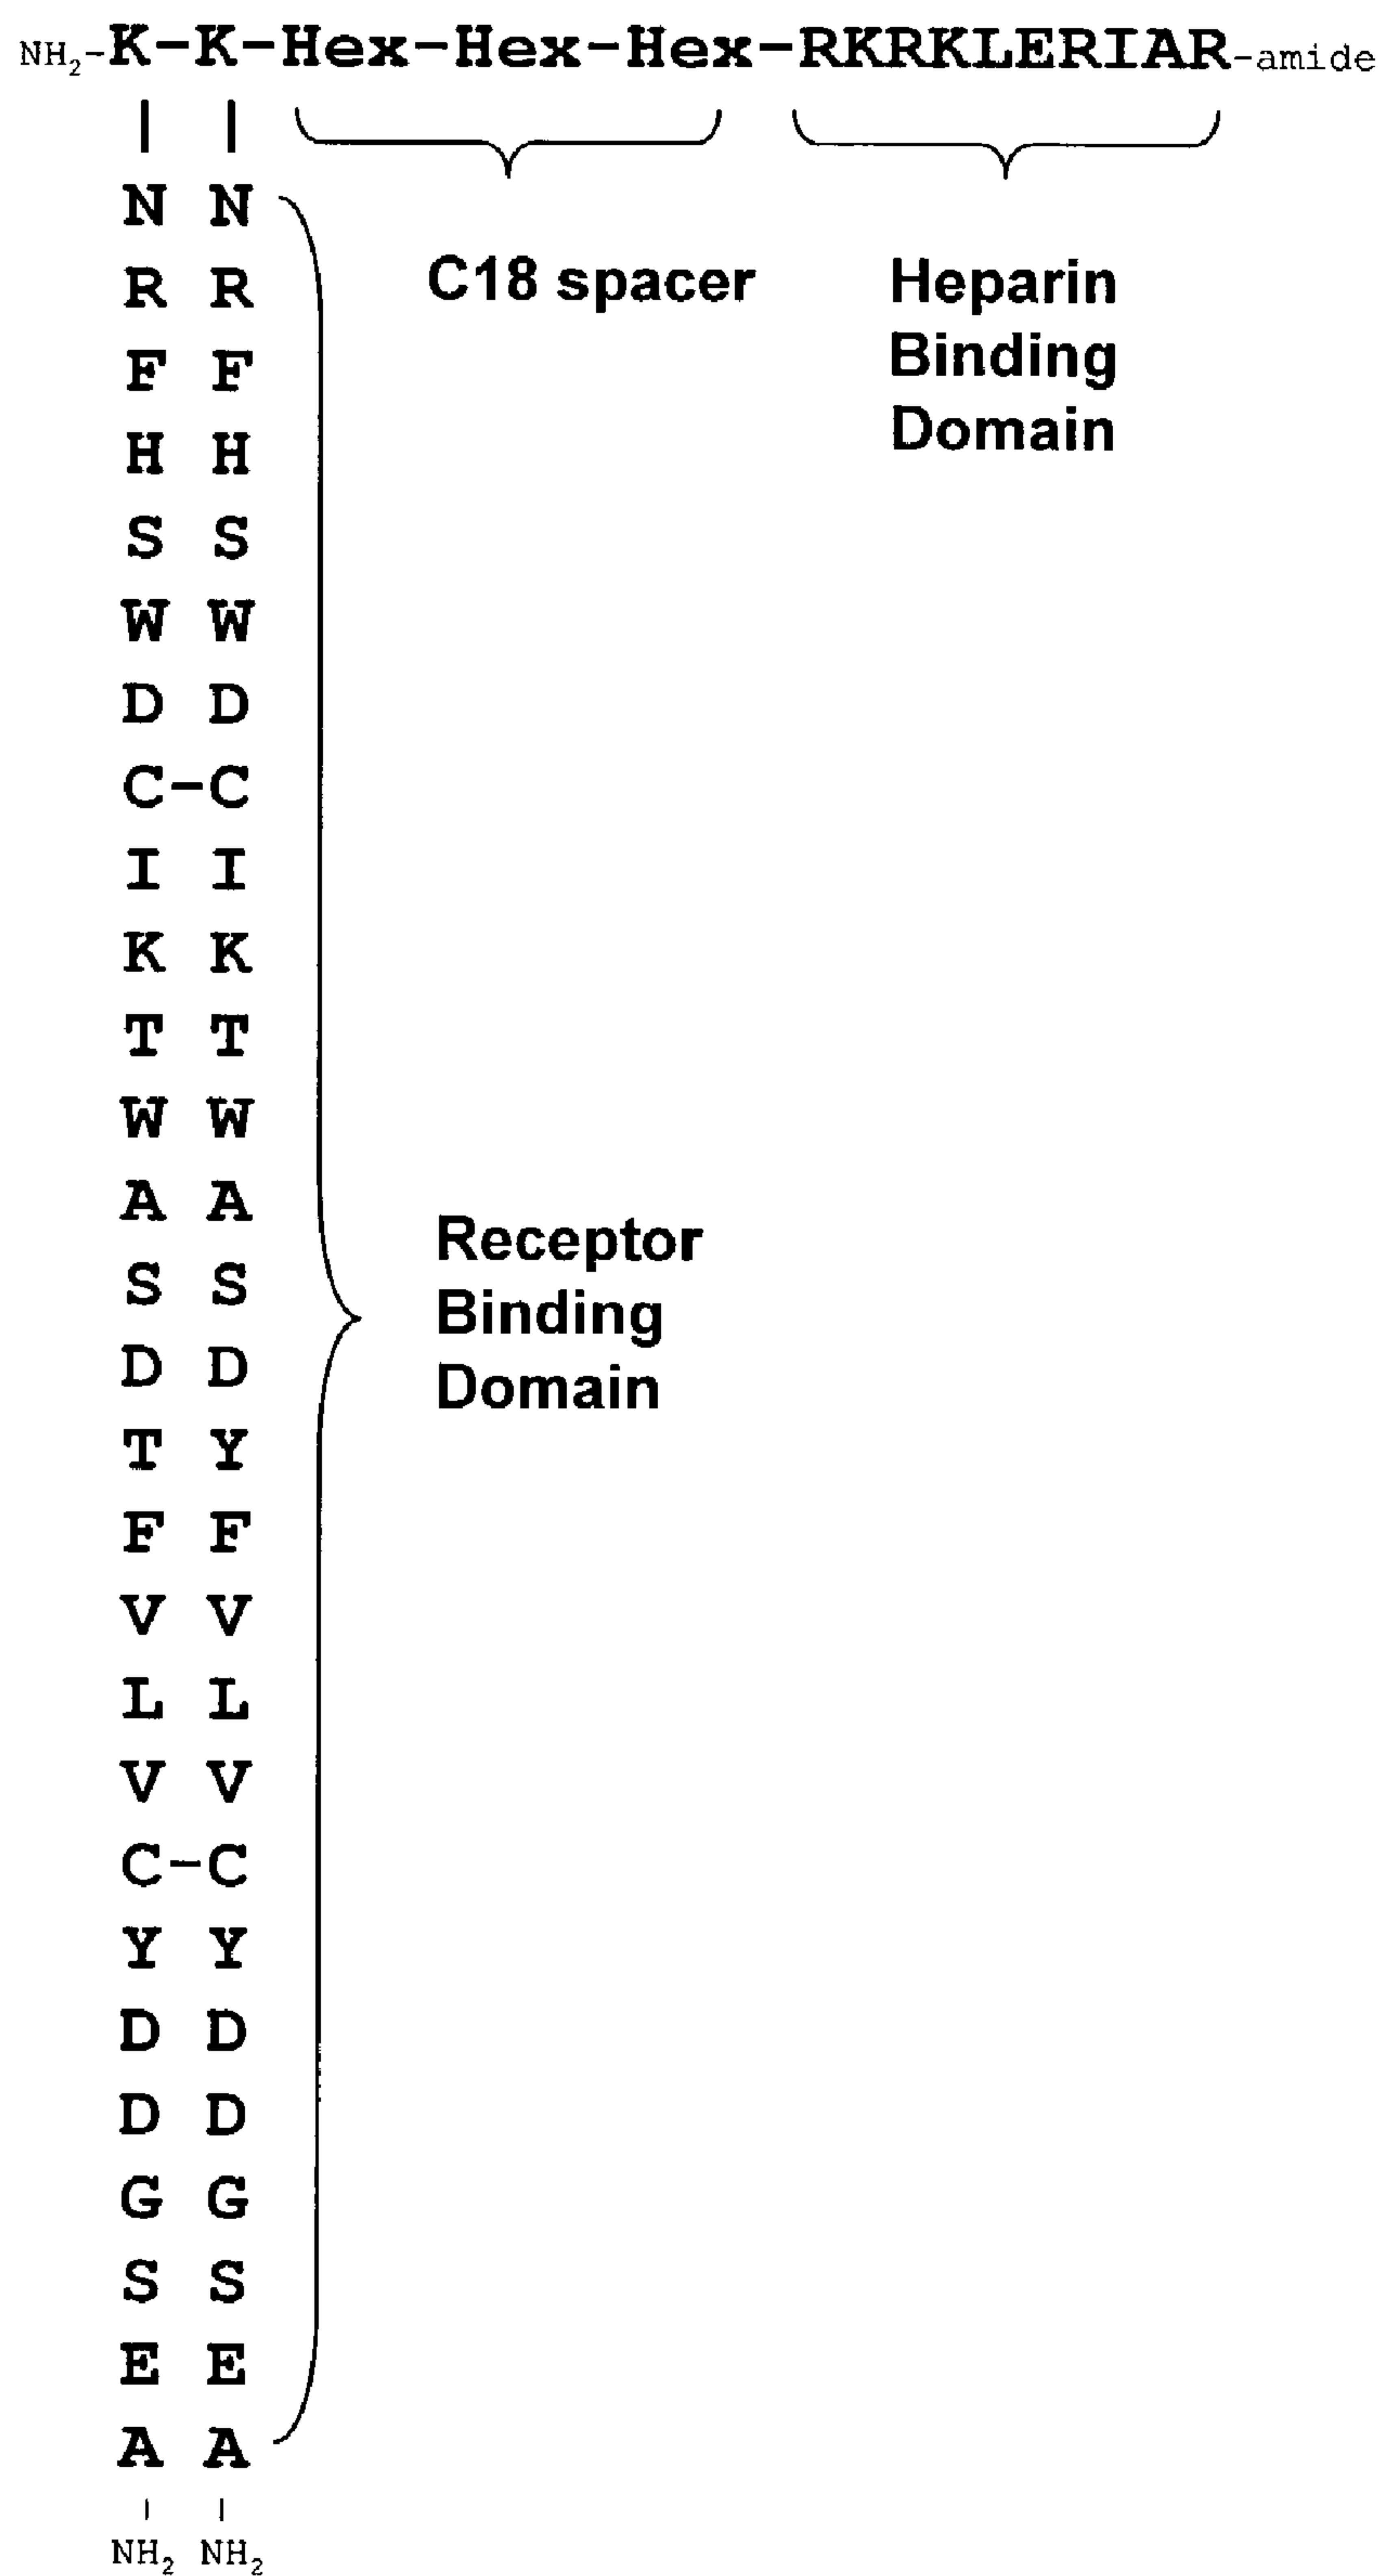 NH2-K-K-Hex-Hex-Hex-RKRKLERIAR-amide
| |
N N
R R
F F
H H
S S
W W
D D
C-C
I I
K K
T T
W W
A A
S S
D D
T Y
F F
V V
L L
V V
C-C
Y Y
D D
D D
G G
S S
E E
A A
| |
NH2 NH2
C18 spacer
Heparin
Binding
Domain
Receptor
Binding
Domain